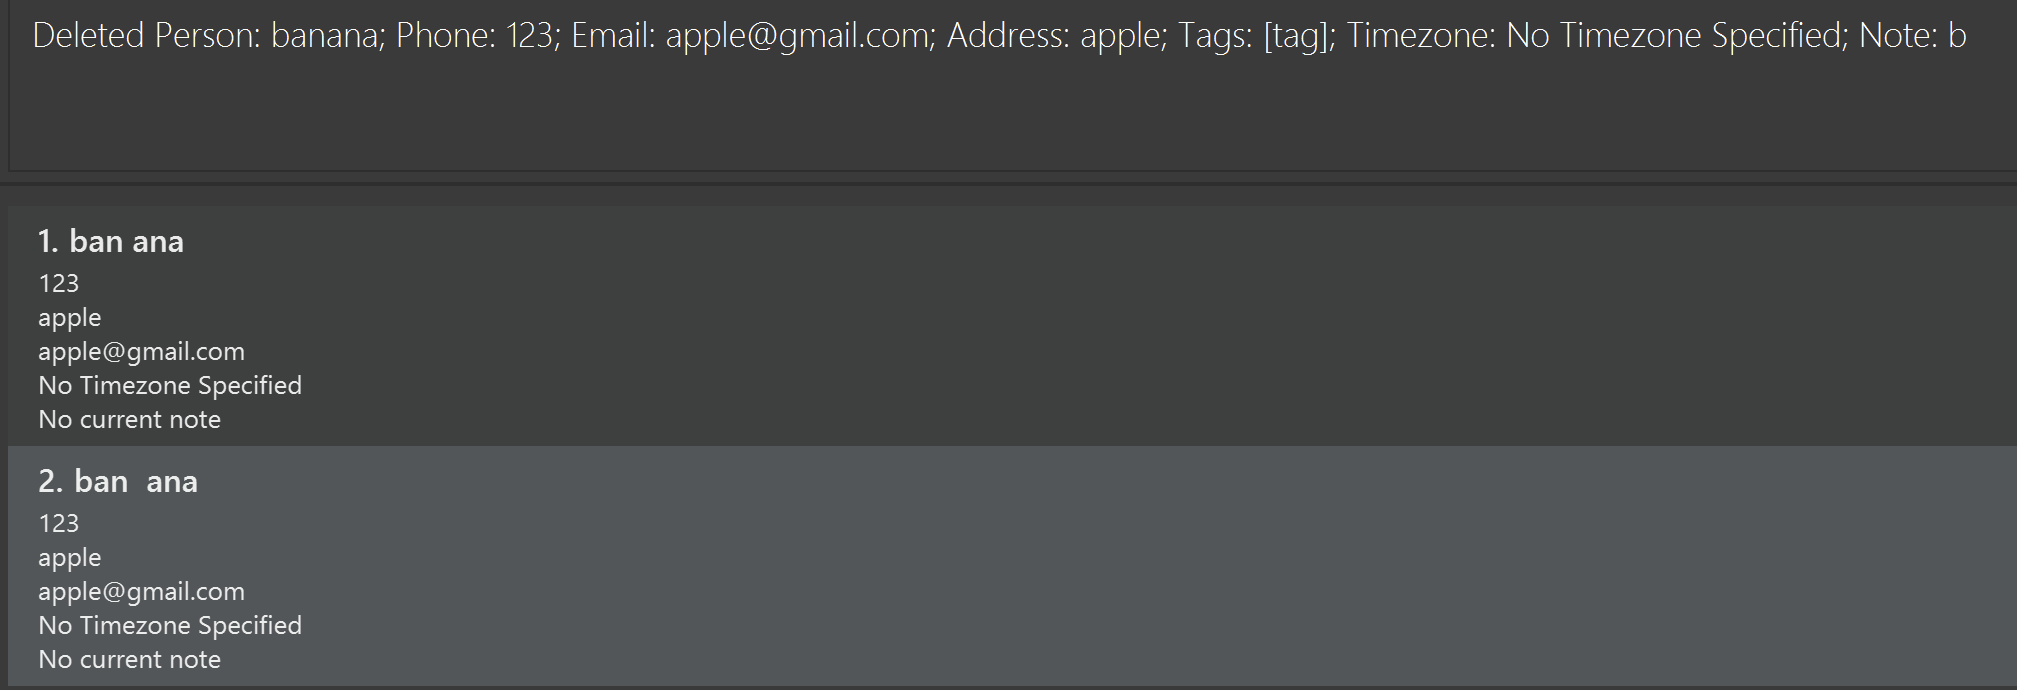 Deleted Person: banana; Phone: 123; Email: apple@gmail.com; Address: apple; Tags: [tag]; Timezone: No Timezone Specified; Note: b
1. ban ana
123
apple
apple@gmail.com
No Timezone Specified
No current note
2. ban  ana
123
apple
apple@gmail.com
No Timezone Specified
No current note